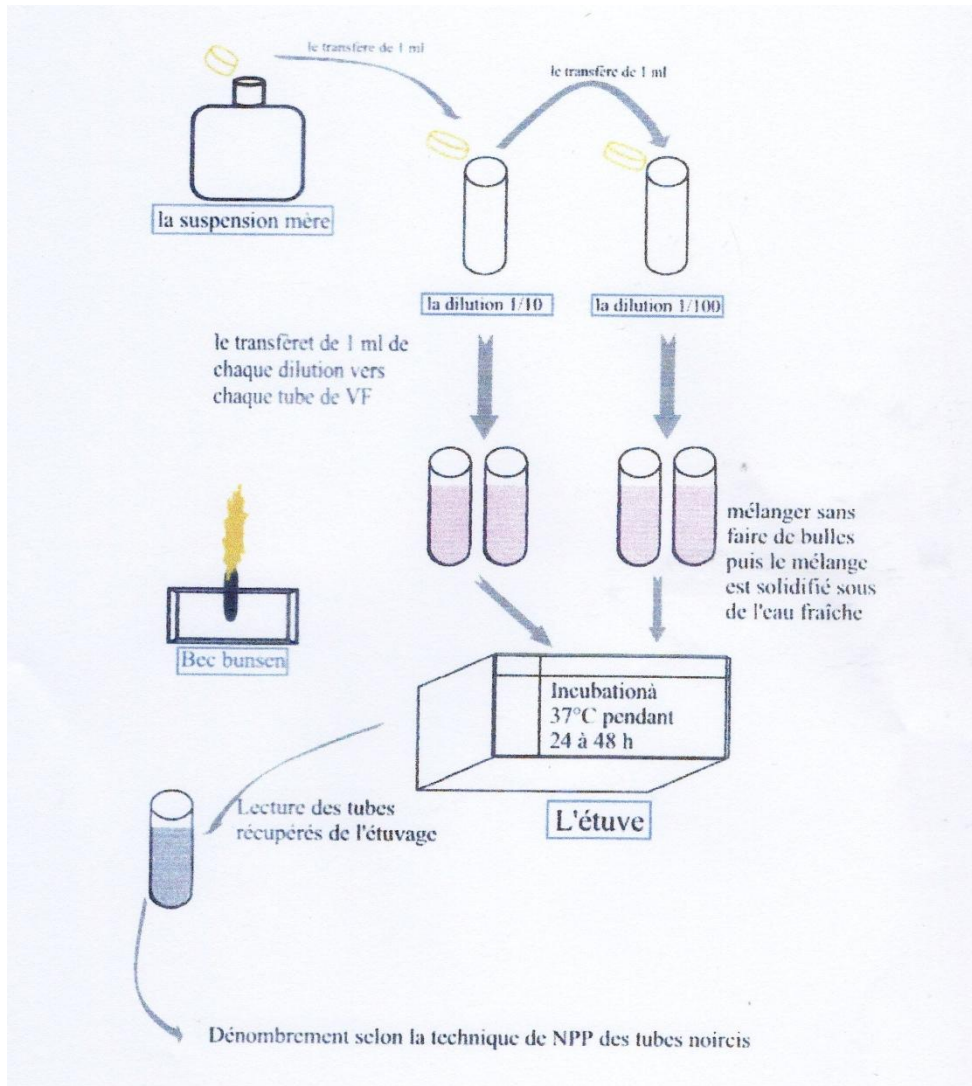 le transfère de 1 ml
le transfère de 1 ml
la suspension mère
la dilution 1/10
la dilution 1/100
le transfèret de 1 ml de
chaque dilution vers
chaque tube de VF
mélanger sans
faire de bulles
puis le mélange
est solidifié sous
de l'eau fraîche
Bec bunsen
Incubationà
37°C pendant
24 à 48 h
L'étuve
Lecture des tubes
récupérés de l'étuvage
Dénombrement selon la technique de NPP des tubes noircis